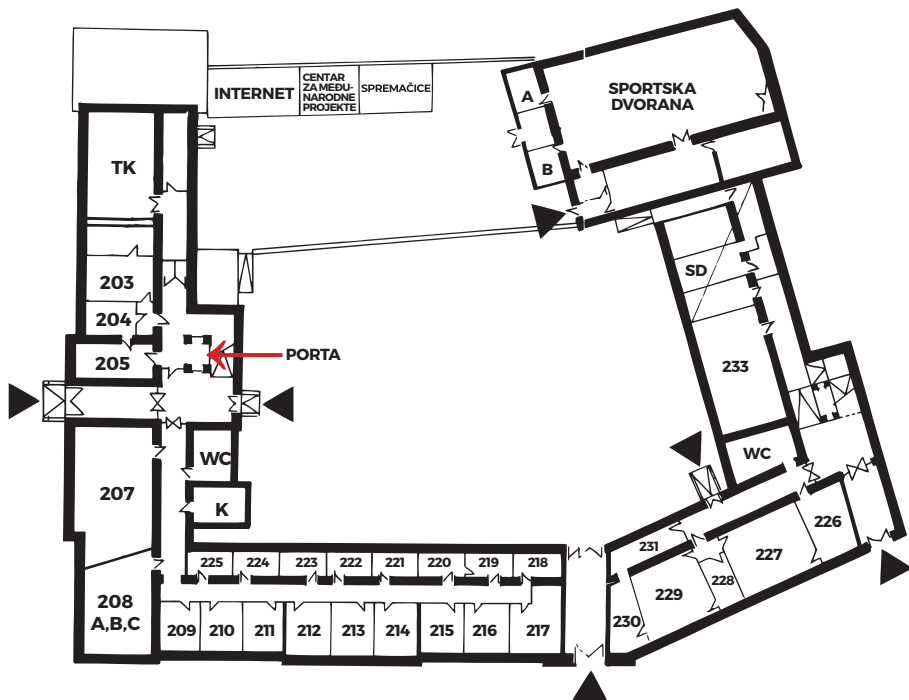 INTERNET
CENTAR
ZA MEĐU-
NARODNE
PROJEKTE
SPREMAČICE
A
SPORTSKA
DVORANA
B
TK
203
204
205
PORTA
SD
233
WC
207
WC
K
226
227
231
228
229
230
225
224
223
222
221
220
219
218
208
A,B,C
209
210
211
212
213
214
215
216
217